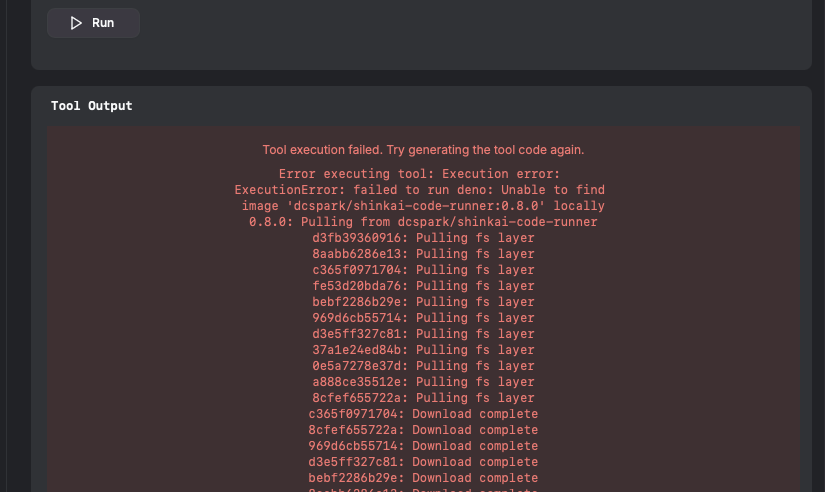 Run
Tool Output
Tool execution failed. Try generating the tool code again.
Error executing tool: Execution error:
ExecutionError: failed to run deno: Unable to find
image 'dcspark/shinkai-code-runner:0.8.0' locally
0.8.0: Pulling from dcspark/shinkai-code-runner
d3fb39360916: Pulling fs layer
8aabb6286e13: Pulling fs layer
c365f0971704: Pulling fs layer
fe53d20bda76: Pulling fs layer
bebf2286b29e: Pulling fs layer
969d6cb55714: Pulling fs layer
d3e5ff327c81: Pulling fs layer
37a1e24ed84b: Pulling fs layer
0e5a7278e37d: Pulling fs layer
a888ce35512e: Pulling fs layer
8cfef655722a: Pulling fs layer
c365f0971704: Download complete
8cfef655722a: Download complete
969d6cb55714: Download complete
d3e5ff327c81: Download complete
bebf2286b29e: Download complete